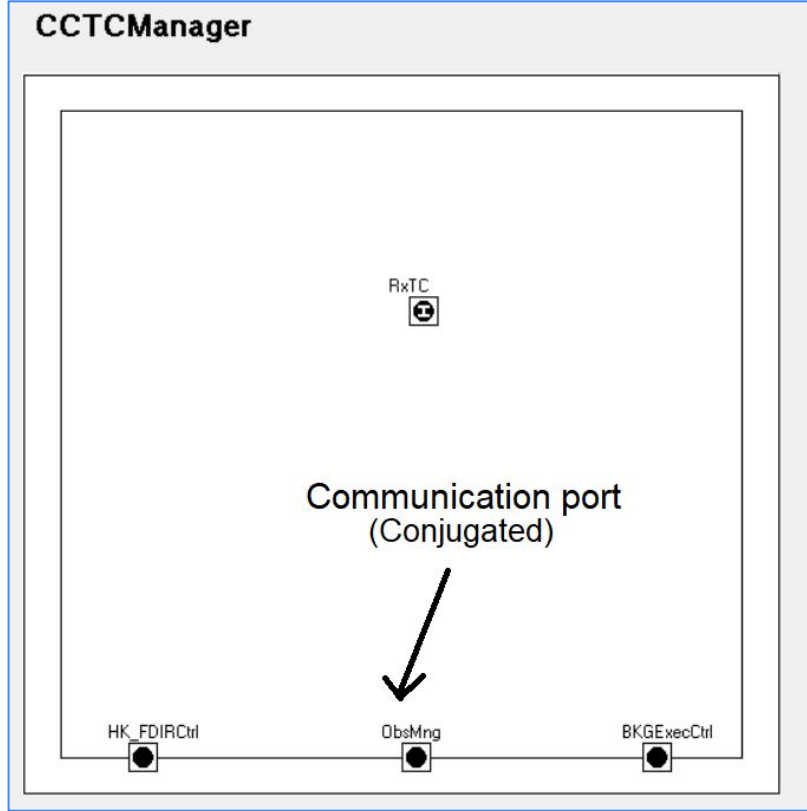 CCTCManager
RxTC
Communication port
(Conjugated)
HK_FDIRCtrl ObsMng BKGExecCtrl